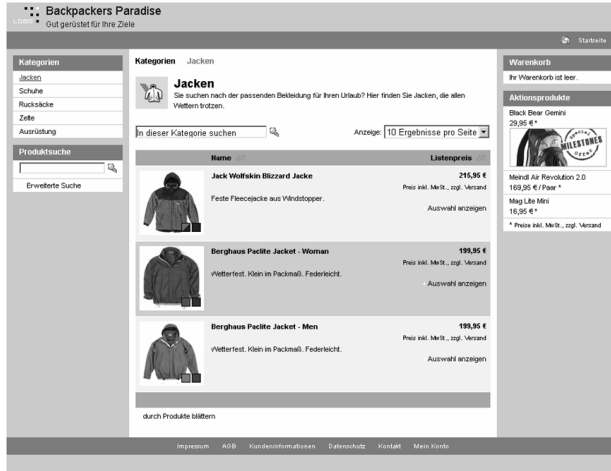 LOGO
Backpackers Paradise
Gut gerüstet für Ihre Ziele
Startseite
Kategorien
Jacken
Schuhe
Rucksäcke
Zelte
Ausrüstung
Produktsuche
Erweiterte Suche
Kategorien Jacken
Jacken
Sie suchen nach der passenden Bekleidung für Ihren Urlaub? Hier finden Sie Jacken, die allen
Wettern trotzen.
In dieser Kategorie suchen
Anzeige: 10 Ergebnisse pro Seite
Name Listenpreis
Jack Wolfskin Blizzard Jacke 215,95 €
Preis inkl. MwSt., zzgl. Versand
Feste Fleecejacke aus Windstopper.
Auswahl anzeigen
Berghaus Paclite Jacket - Woman 199,95 €
Preis inkl. MwSt., zzgl. Versand
Wetterfest. Klein im Packmaß. Federleicht.
Auswahl anzeigen
Berghaus Paclite Jacket - Men 199,95 €
Preis inkl. MwSt., zzgl. Versand
Wetterfest. Klein im Packmaß. Federleicht.
Auswahl anzeigen
durch Produkte blättern
Warenkorb
Ihr Warenkorb ist leer.
Aktionsprodukte
Black Bear Gemini
29,95 €*
special
MILESTONES
OFFERS
Meindl Air Revolution 2.0
169,95 € / Paar *
Mag Lite Mini
16,95 €*
* Preise inkl. MwSt., zzgl. Versand
Impressum AGB Kundeninformationen Datenschutz Kontakt Mein Konto